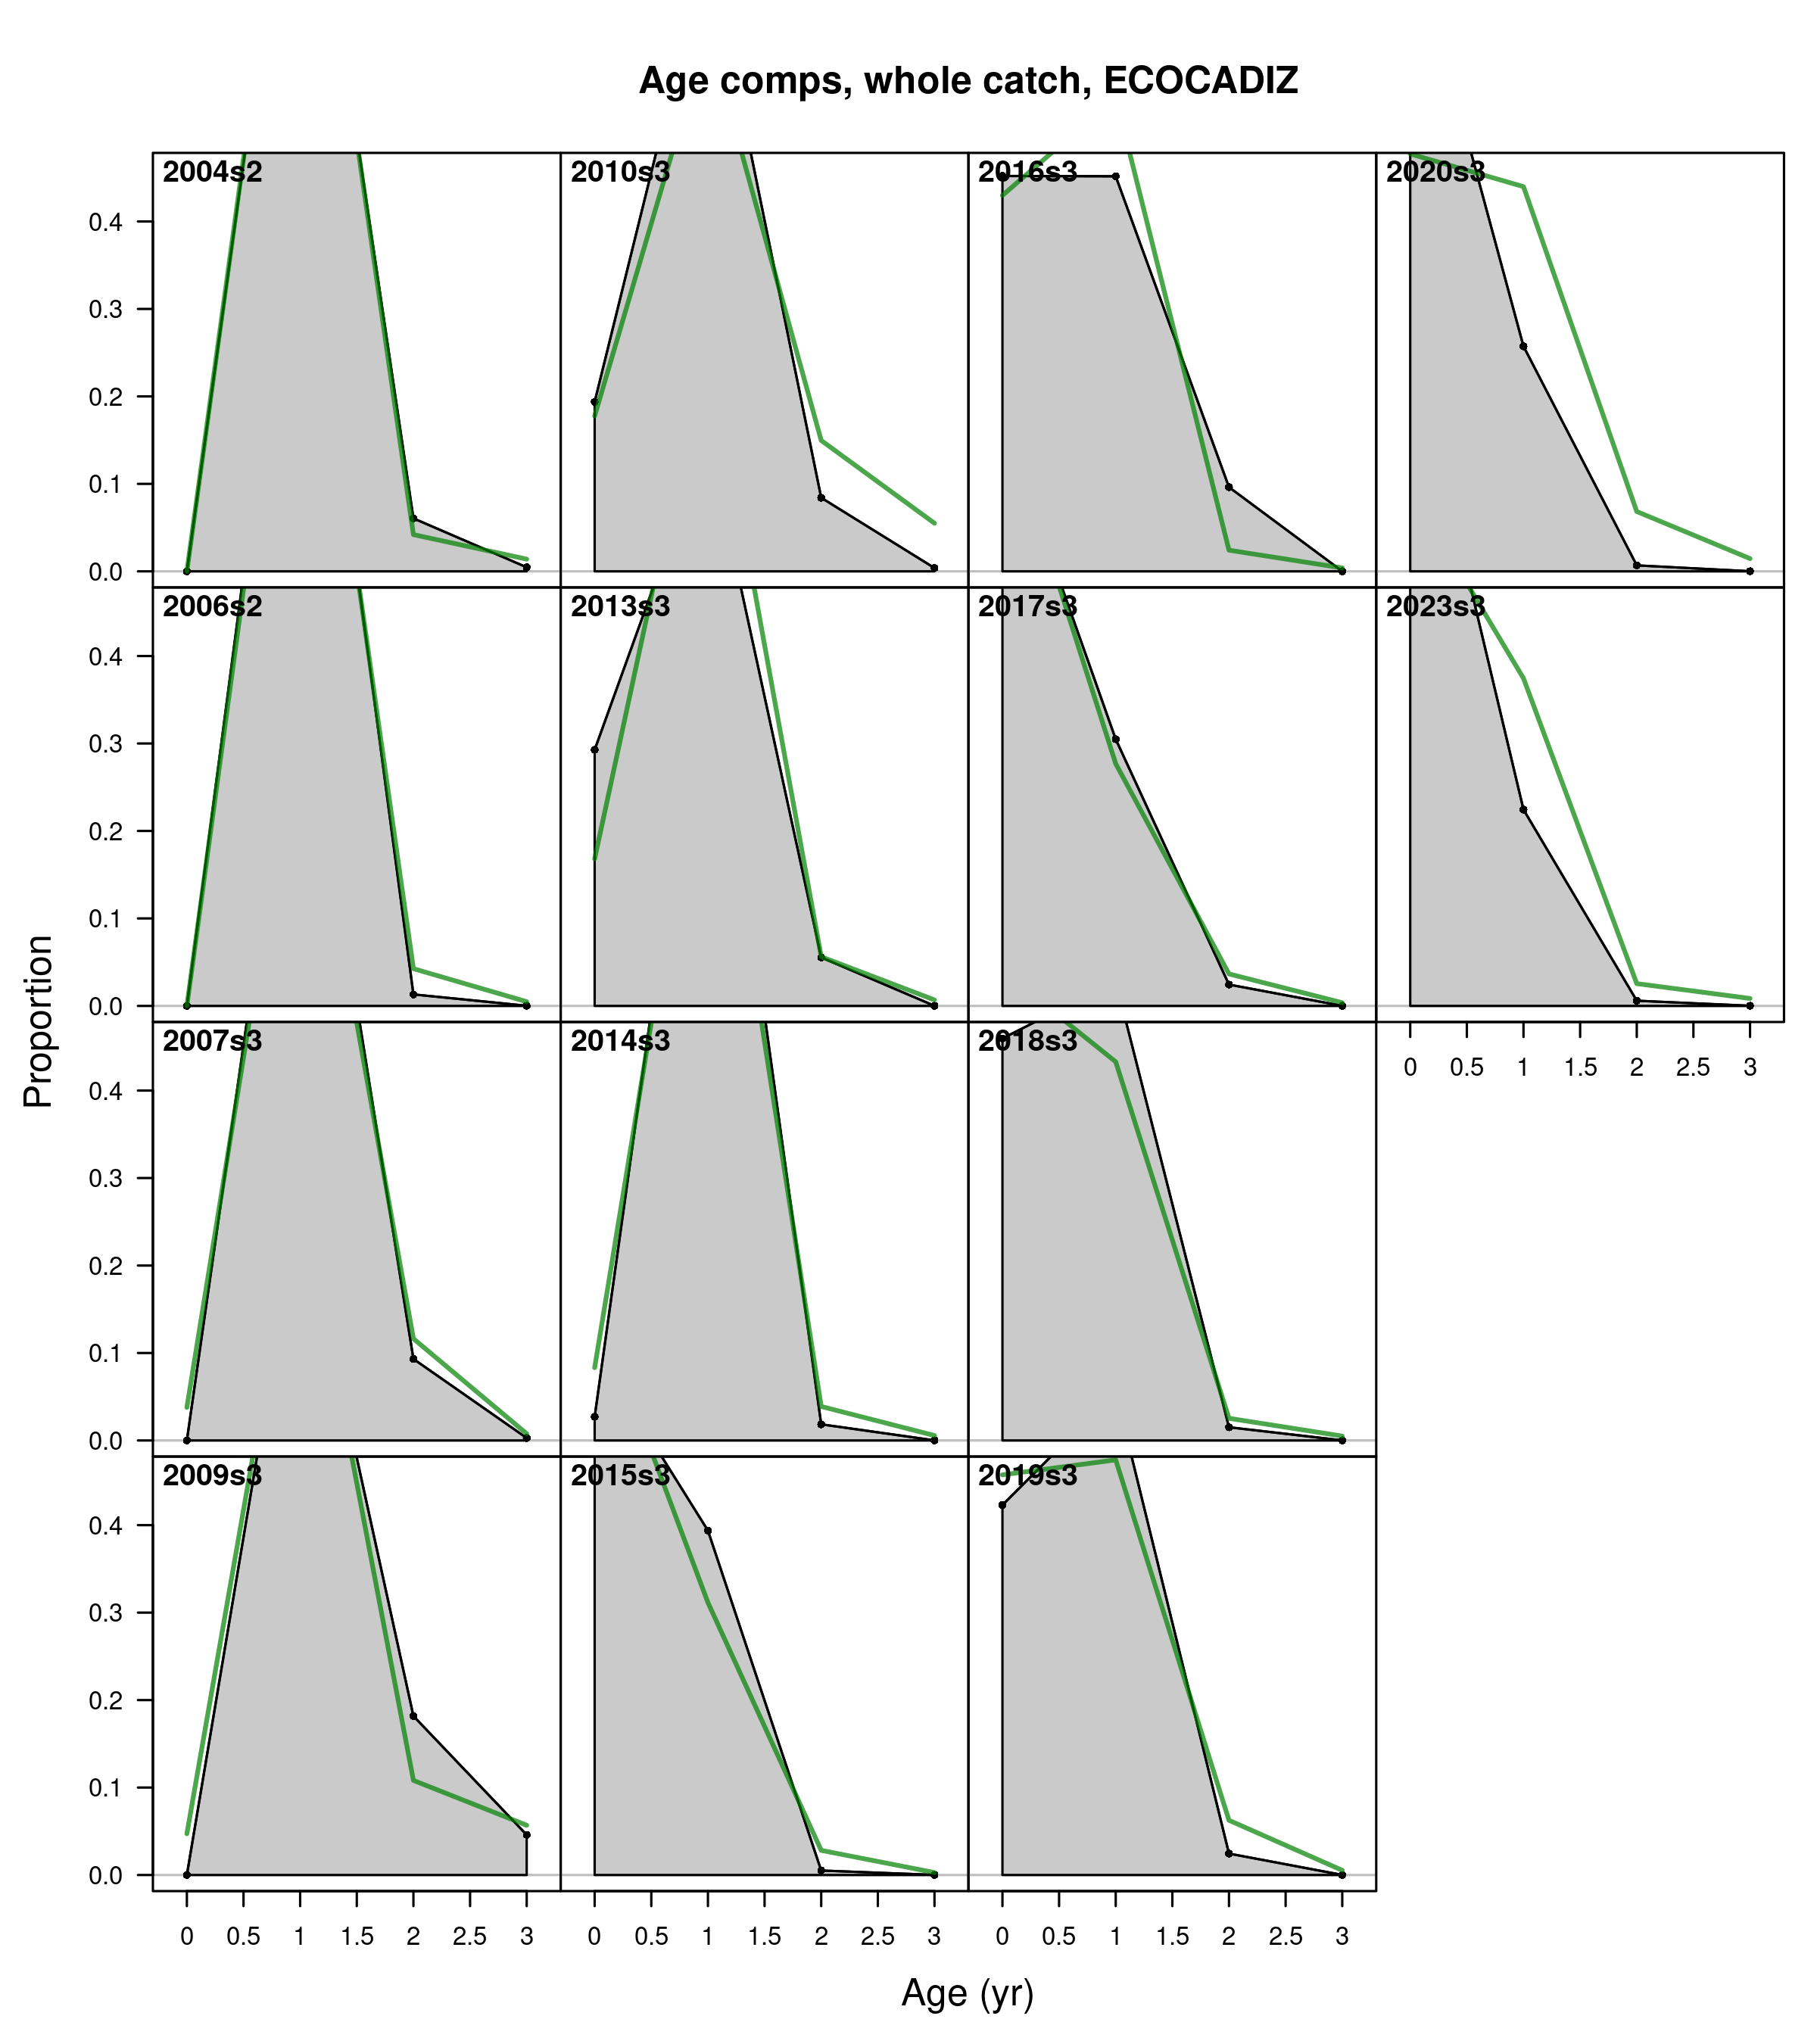 Age comps, whole catch, ECOCADIZ
2004s2 2010s3 2016s3 2020s3
0.4
0.3
0.2
0.1
0.0
2006s2 2013s3 2017s3 2023s3
0.4
0.3
0.2
0.1
0.0
0 0.5 1 1.5 2 2.5 3
2007s3 2014s3 2018s3
0.4
0.3
0.2
0.1
0.0
2009s3 2015s3 2019s3
0.4
0.3
0.2
0.1
0.0
0 0.5 1 1.5 2 2.5 3 0 0.5 1 1.5 2 2.5 3 0 0.5 1 1.5 2 2.5 3
Proportion
Age (yr)